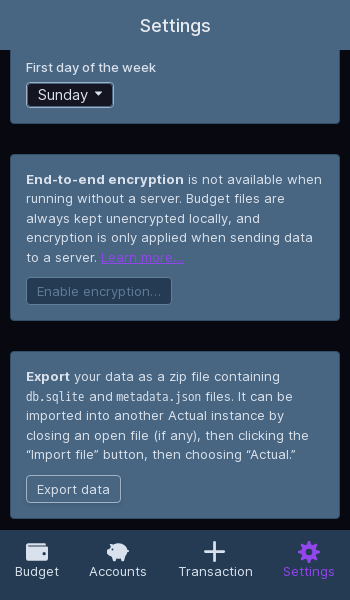 Settings
First day of the week
Sunday
End-to-end encryption is not available when
running without a server. Budget files are
always kept unencrypted locally, and
encryption is only applied when sending data
to a server. Learn more…
Enable encryption…
Export your data as a zip file containing
db.sqlite and metadata.json files. It can be
imported into another Actual instance by
closing an open file (if any), then clicking the
“Import file” button, then choosing “Actual.”
Export data
Budget
Accounts
Transaction
Settings